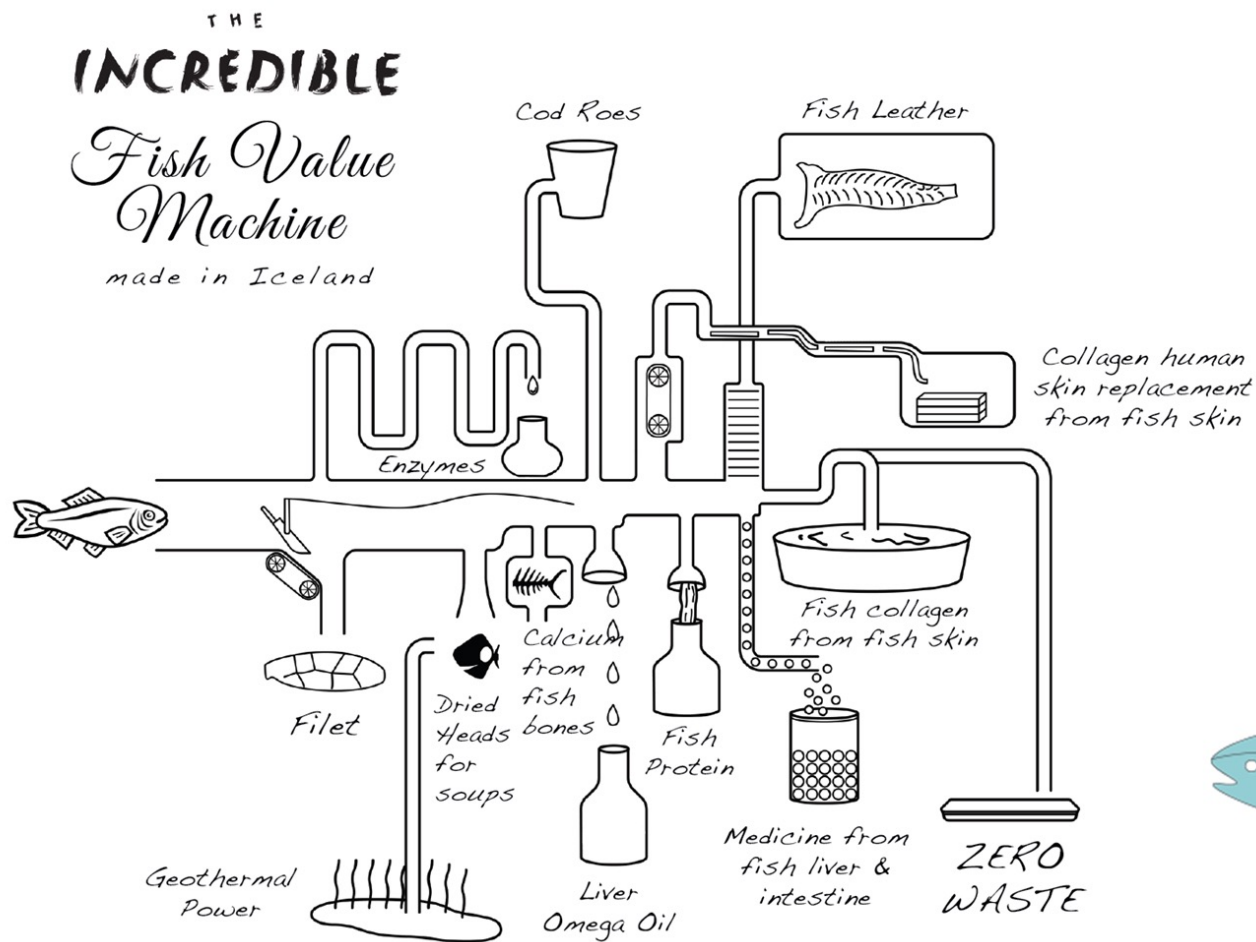 THE
INCREDIBLE
Fish Value
Machine
made in Iceland
Cod Roes
Fish Leather
Collagen human
skin replacement
from fish skin
Enzymes
Fish collagen
from fish skin
Calcium
from
fish
bones
Filet
Dried
Heads
for
soups
Fish
Protein
Medicine from
fish liver &
intestine
ZERO
WASTE
Geothermal
Power
Liver
Omega Oil